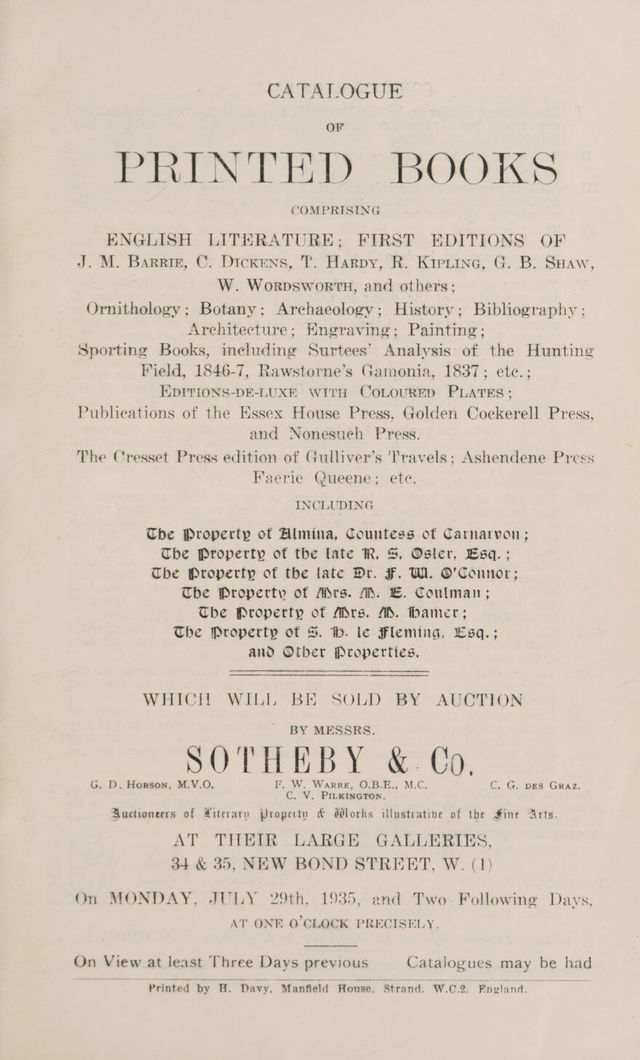 CATALOGUE
OF
PRINTED BOOKS
COMPRISING
ENGLISH LITERATURE; FIRST EDITIONS OF
J. M. BARRIE, C. DICKENS, T. HARDY, R. KIPLING, G. B. SHAW,
W. WORDSWORTH, and others;
Ornithology; Botany; Archaeology; History; Bibliography;
Architecture; Engraving; Painting;
Sporting Books, including Surtees' Analysis of the Hunting
Field, 1846-7, Rawstorne's Gamonia, 1837; etc.;
EDITIONS-DE-LUXE WITH COLOURED PLATES;
Publications of the Essex House Press, Golden Cockerell Press,
and Nonesuch Press.
The Cresset Press edition of Gulliver's Travels; Ashendene Press
Faerie Queene; etc.
INCLUDING
The Property of Almina, Countess of Carnarvon;
The Property of the late R. S. Osler, Esq.;
The Property of the late Dr. F. W. O'Connor;
The Property of Mrs. M. E. Coulman;
The Property of Mrs. M. Hamer;
The Property of S. H. le Fleming, Esq.;
and Other Properties.
WHICH WILL BE SOLD BY AUCTION
BY MESSRS.
SOTHEBY & Co.
G. D. HOBSON, M.V.O. F. W. WARRE, O.B.E., M.C. C. G. DES GRAZ.
C. V. PILKINGTON.
Auctioneers of Literary Property & Works illustrative of the Fine Arts.
AT THEIR LARGE GALLERIES,
34 & 35, NEW BOND STREET, W. (1)
On MONDAY, JULY 29th, 1935, and Two Following Days,
AT ONE O'CLOCK PRECISELY.
On View at least Three Days previous Catalogues may be had
Printed by H. Davy, Manfield House, Strand, W.C.2, England.